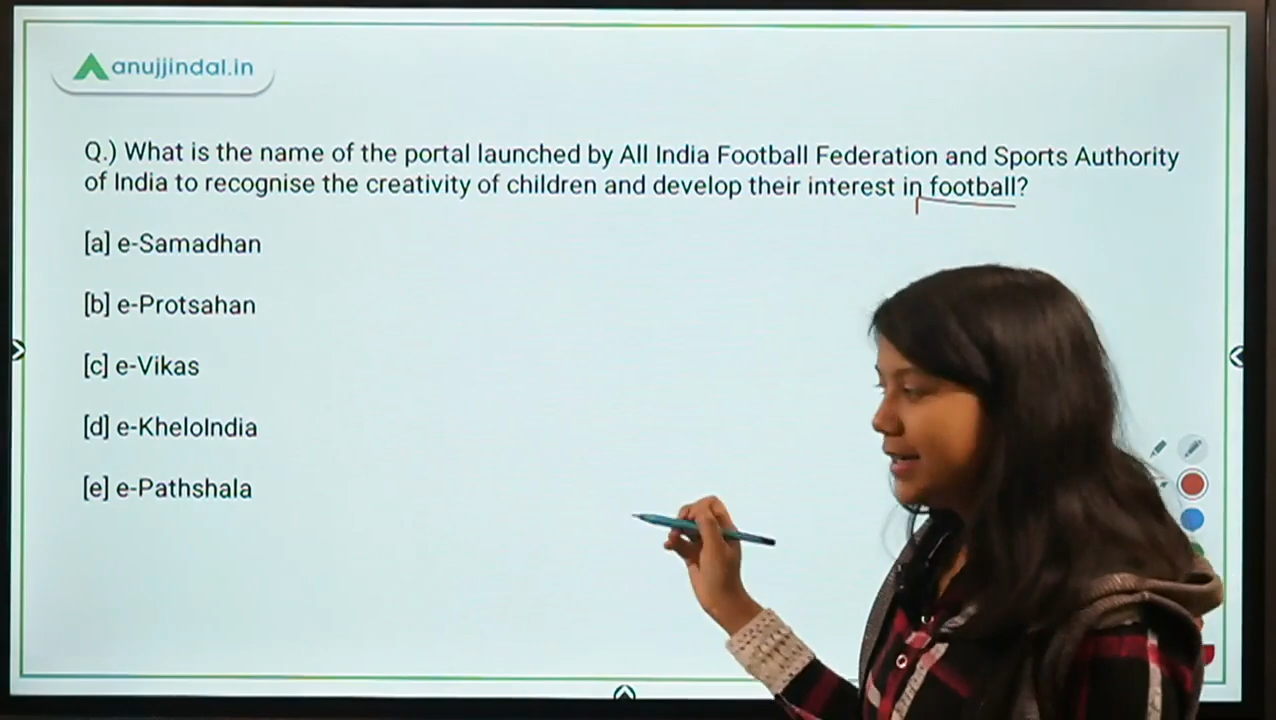 anujjindal.in
Q.) What is the name of the portal launched by All India Football Federation and Sports Authority
of India to recognise the creativity of children and develop their interest in football?
[a] e-Samadhan
[b] e-Protsahan
[c] e-Vikas
[d] e-KheloIndia
[e] e-Pathshala